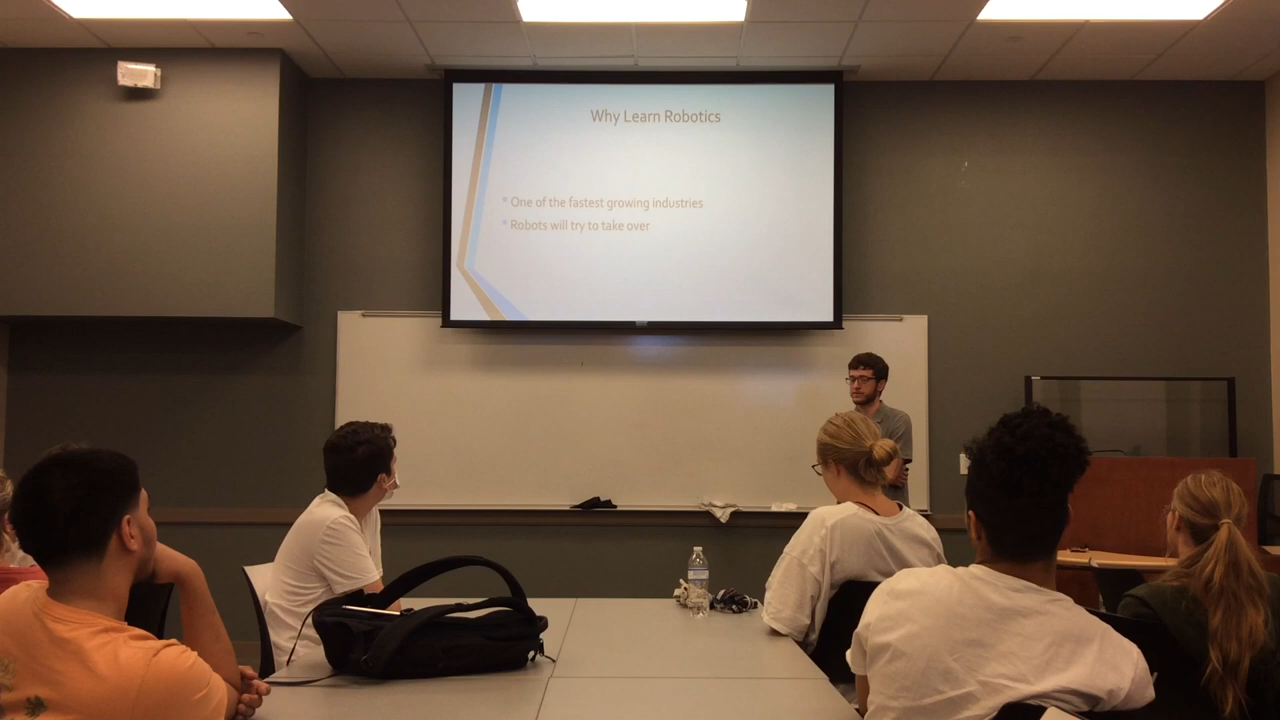 Why Learn Robotics
* One of the fastest growing industries
* Robots will try to take over